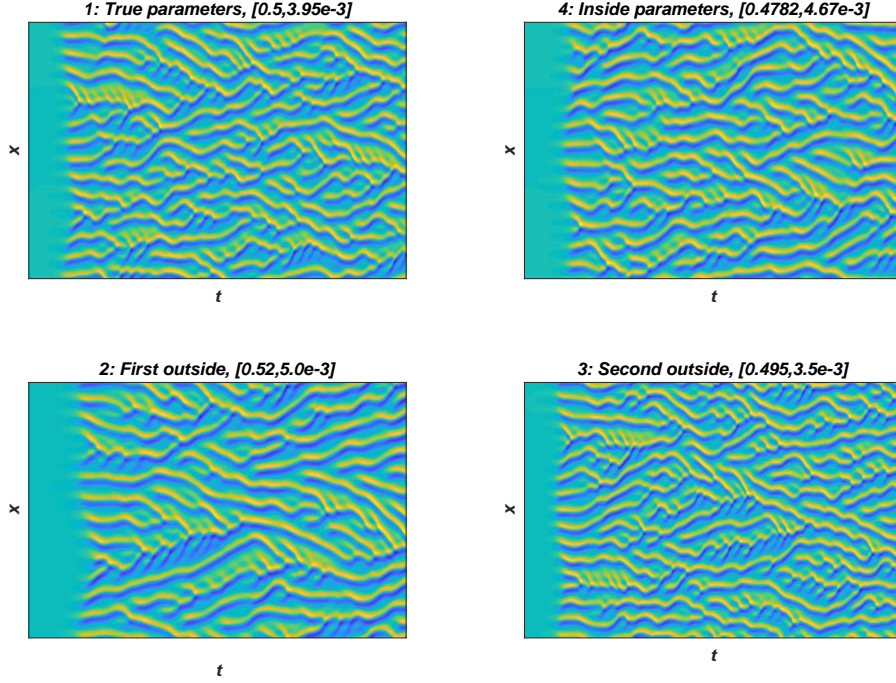 1: True parameters, [0.5,3.95e-3]
x
t
4: Inside parameters, [0.4782,4.67e-3]
x
t
2: First outside, [0.52,5.0e-3]
x
t
3: Second outside, [0.495,3.5e-3]
x
t